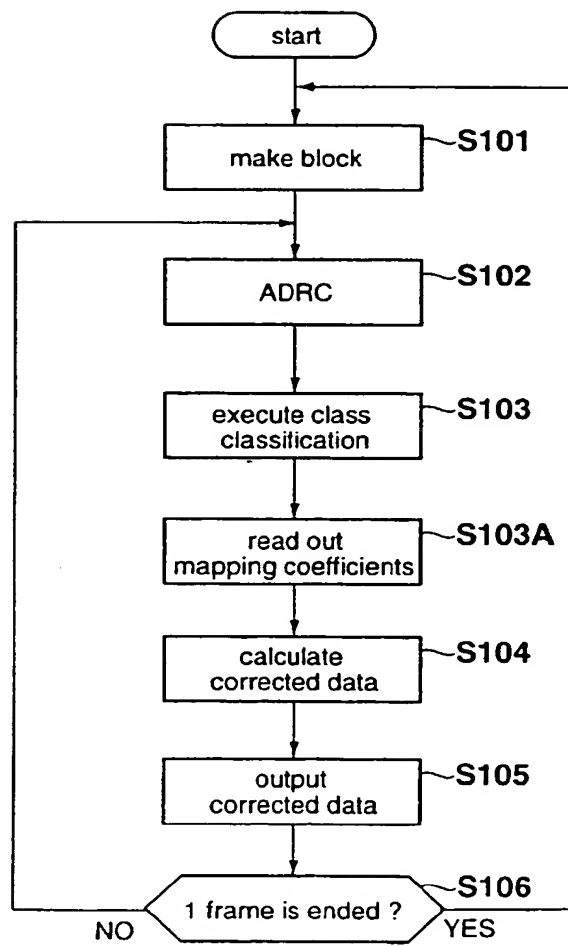 start
make block
S101
ADRC
S102
execute class
classification
S103
read out
mapping coefficients
S103A
calculate
corrected data
S104
output
corrected data
S105
1 frame is ended ?
S106
NO
YES